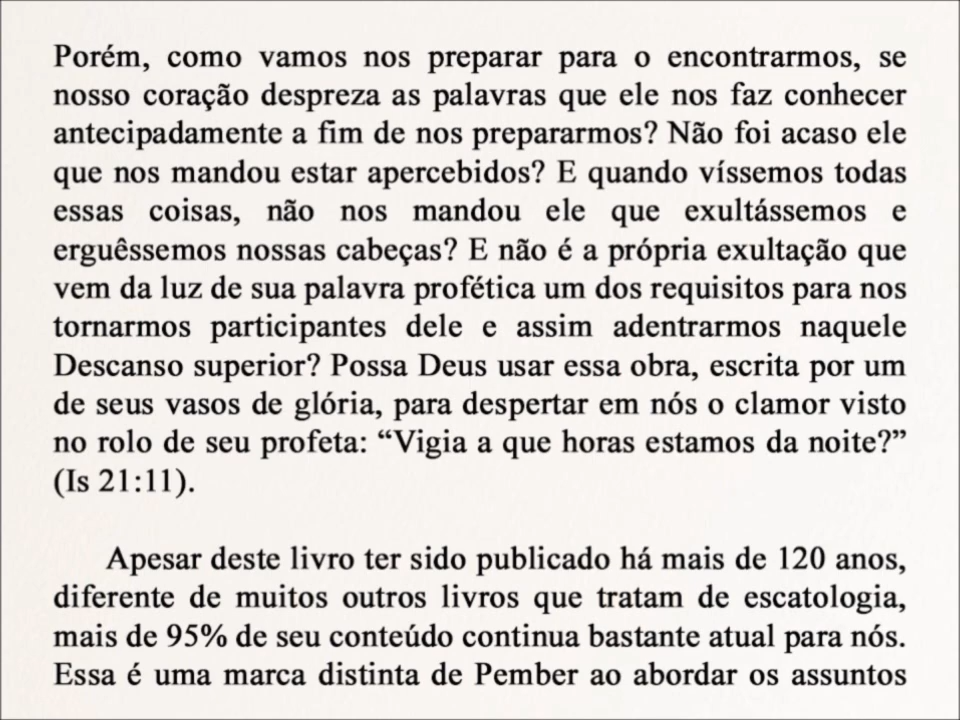 Porém, como vamos nos preparar para o encontrarmos, se
nosso coração despreza as palavras que ele nos faz conhecer
antecipadamente a fim de nos prepararmos? Não foi acaso ele
que nos mandou estar apercebidos? E quando víssemos todas
essas coisas, não nos mandou ele que exultássemos e
erguêssemos nossas cabeças? E não é a própria exultação que
vem da luz de sua palavra profética um dos requisitos para nos
tornarmos participantes dele e assim adentrarmos naquele
Descanso superior? Possa Deus usar essa obra, escrita por um
de seus vasos de glória, para despertar em nós o clamor visto
no rolo de seu profeta: “Vigia a que horas estamos da noite?”
(Is 21:11).
Apesar deste livro ter sido publicado há mais de 120 anos,
diferente de muitos outros livros que tratam de escatologia,
mais de 95% de seu conteúdo continua bastante atual para nós.
Essa é uma marca distinta de Pember ao abordar os assuntos